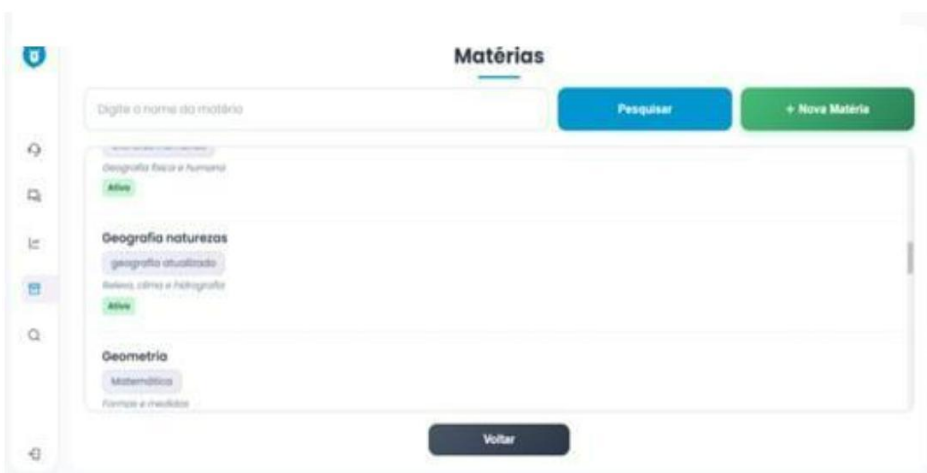 Matérias
Digite o nome da matéria
Pesquisar
+ Nova Matéria
Geografia física e humana
Ativo
Geografia naturezas
geografia atualizado
Relevo, clima e hidrografia
Ativo
Geometria
Matemática
Formas e medidas
Voltar